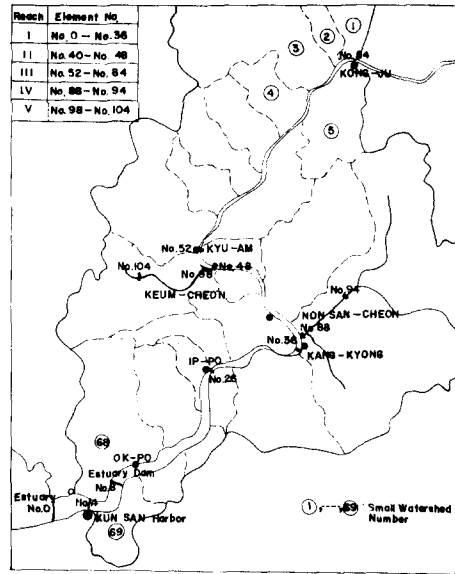 Reach Element No.
I No. 0 - No. 36
II No. 40 - No. 48
III No. 52 - No. 84
IV No. 88 - No. 94
V No. 98 - No. 104
1
2
3
No. 84
KONG-JU
4
5
No. 52 KYU-AM
No. 104
No. 48
KEUM-CHEON
No. 94
NON SAN-CHEON
No. 88
No. 36
KANG-KYONG
IP-PO
No. 26
68
OK-PO
Estuary Dam
No. 8
Estuary
No. 0
KUN SAN Harbor
69
1 69 Small Watershed
Number